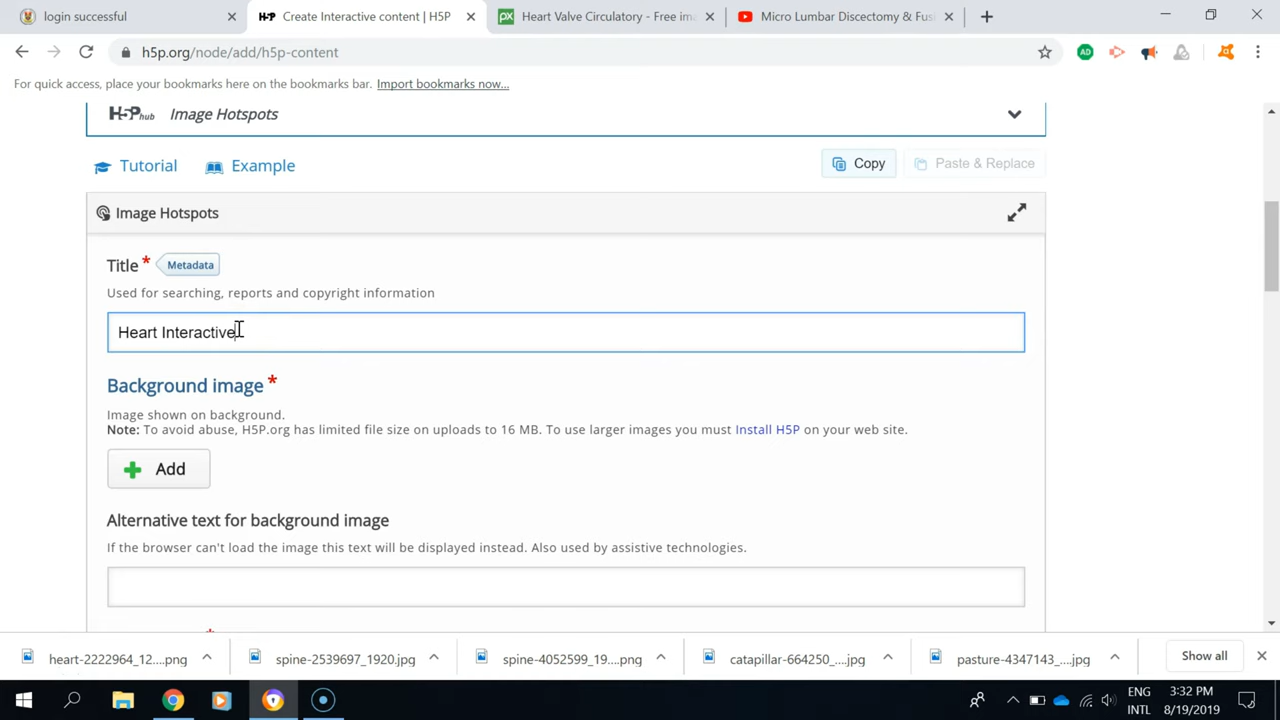 login successful
Create Interactive content | H5P
Heart Valve Circulatory - Free im
Micro Lumbar Discectomy & Fus
h5p.org/node/add/h5p-content
For quick access, place your bookmarks here on the bookmarks bar. Import bookmarks now...
H5P hub Image Hotspots
Tutorial Example Copy Paste & Replace
Image Hotspots
Title * Metadata
Used for searching, reports and copyright information
Heart Interactive
Background image *
Image shown on background.
Note: To avoid abuse, H5P.org has limited file size on uploads to 16 MB. To use larger images you must Install H5P on your web site.
Add
Alternative text for background image
If the browser can't load the image this text will be displayed instead. Also used by assistive technologies.
heart-2222964_12....png spine-2539697_1920.jpg spine-4052599_19....png catapillar-664250_....jpg pasture-4347143_....jpg Show all
ENG 3:32 PM
INTL 8/19/2019